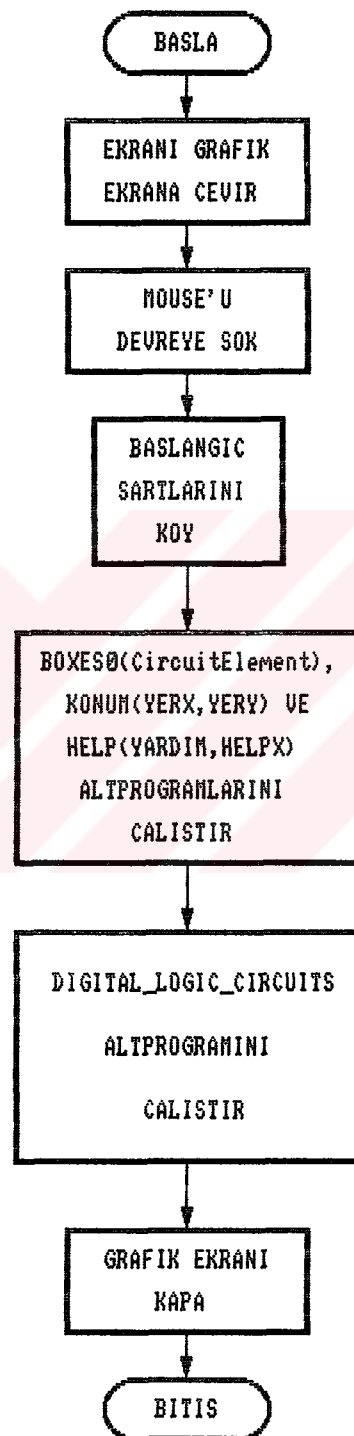 BASLA
EKRANI GRAFIK
EKRANA CEVIR
MOUSE'U
DEVREYE SOK
BASLANGIC
SARTLARINI
KOY
BOXES0(CircuitElement),
KONUM(YERX,YERY) VE
HELP(YARDIM,HELPX)
ALTPROGRAMLARINI
CALISTIR
DIGITAL_LOGIC_CIRCUITS
ALTPROGRAMINI
CALISTIR
GRAFIK EKRANI
KAPA
BITIS